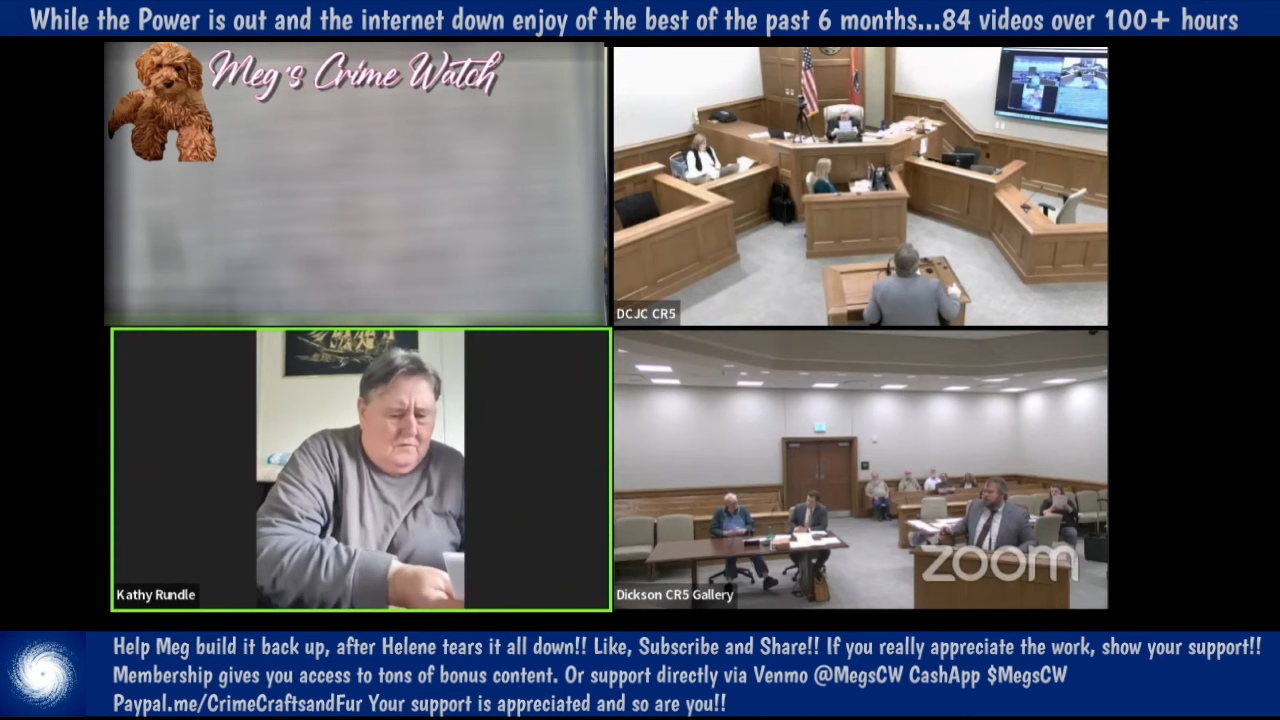 While the Power is out and the internet down enjoy of the best of the past 6 months...84 videos over 100+ hours
Meg's Crime Watch
DCJC CR5
Kathy Rundle
Dickson CR5 Gallery
zoom
Help Meg build it back up, after Helene tears it all down!! Like, Subscribe and Share!! If you really appreciate the work, show your support!!
Membership gives you access to tons of bonus content. Or support directly via Venmo @MegsCW CashApp $MegsCW
Paypal.me/CrimeCraftsandFur Your support is appreciated and so are you!!